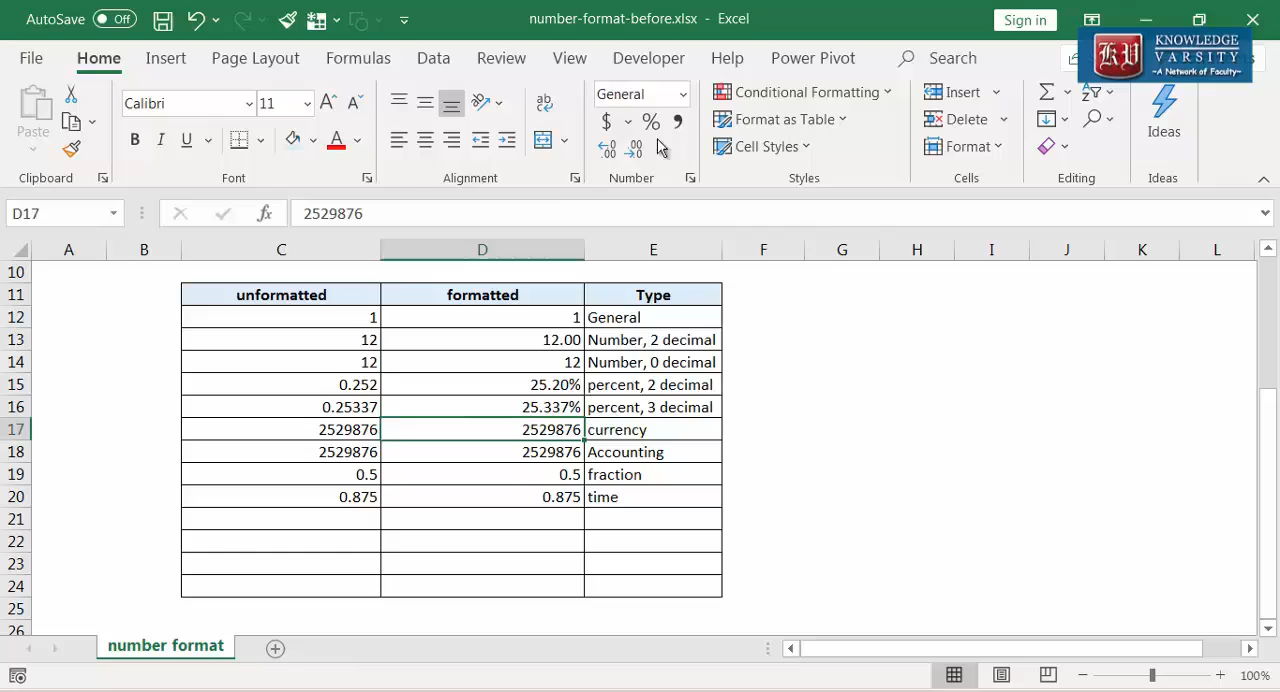 AutoSave Off number-format-before.xlsx - Excel Sign in
File Home Insert Page Layout Formulas Data Review View Developer Help Power Pivot Search
KV KNOWLEDGE VARSITY
~A Network of Faculty~
Paste Calibri 11 General Conditional Formatting Insert
$ % , Format as Table Delete Ideas
B I U A Cell Styles Format
Clipboard Font Alignment Number Styles Cells Editing Ideas
D17 fx 2529876
A B C D E F G H I J K L
10
11 unformatted formatted Type
12 1 1 General
13 12 12.00 Number, 2 decimal
14 12 12 Number, 0 decimal
15 0.252 25.20% percent, 2 decimal
16 0.25337 25.337% percent, 3 decimal
17 2529876 2529876 currency
18 2529876 2529876 Accounting
19 0.5 0.5 fraction
20 0.875 0.875 time
21
22
23
24
25
26
number format
100%